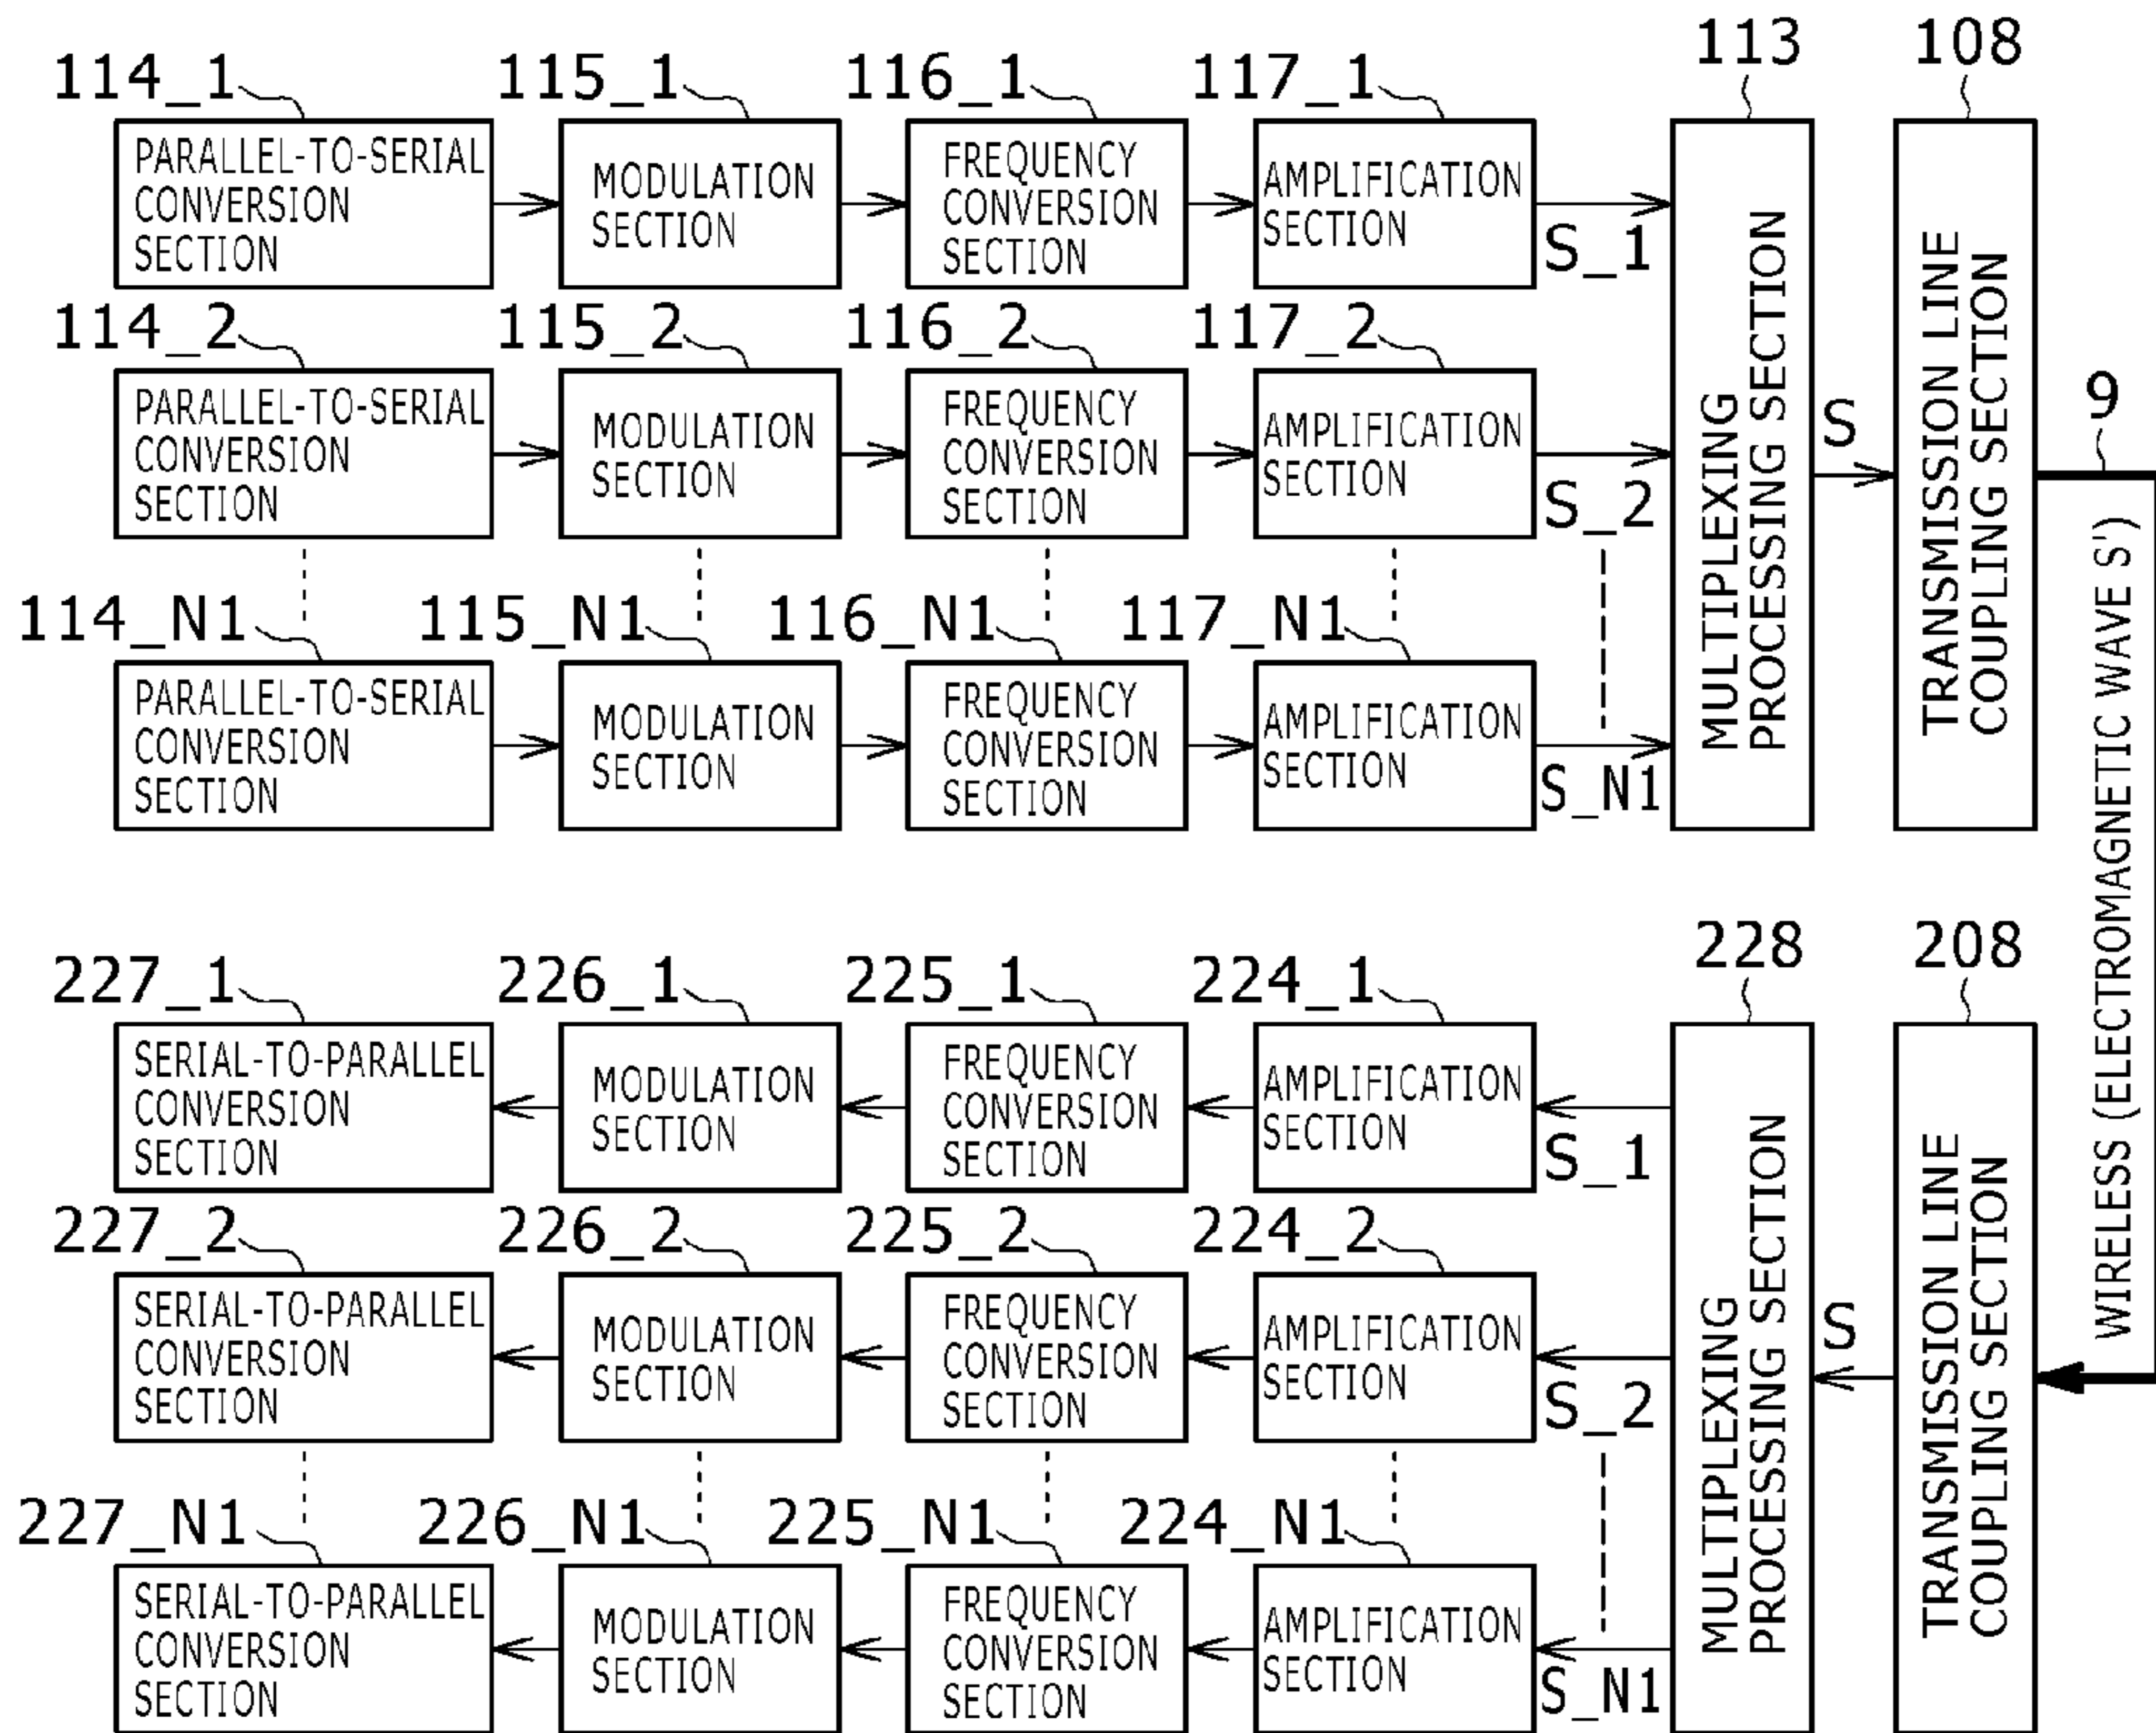 114_1 115_1 116_1 117_1 113 108
PARALLEL-TO-SERIAL
CONVERSION
SECTION
MODULATION
SECTION
FREQUENCY
CONVERSION
SECTION
AMPLIFICATION
SECTION
S_1
114_2 115_2 116_2 117_2
PARALLEL-TO-SERIAL
CONVERSION
SECTION
MODULATION
SECTION
FREQUENCY
CONVERSION
SECTION
AMPLIFICATION
SECTION
S_2
114_N1 115_N1 116_N1 117_N1
PARALLEL-TO-SERIAL
CONVERSION
SECTION
MODULATION
SECTION
FREQUENCY
CONVERSION
SECTION
AMPLIFICATION
SECTION
S_N1
MULTIPLEXING
PROCESSING SECTION
S
TRANSMISSION LINE
COUPLING SECTION
9
WIRELESS (ELECTROMAGNETIC WAVE S')
227_1 226_1 225_1 224_1 228 208
SERIAL-TO-PARALLEL
CONVERSION
SECTION
MODULATION
SECTION
FREQUENCY
CONVERSION
SECTION
AMPLIFICATION
SECTION
S_1
227_2 226_2 225_2 224_2
SERIAL-TO-PARALLEL
CONVERSION
SECTION
MODULATION
SECTION
FREQUENCY
CONVERSION
SECTION
AMPLIFICATION
SECTION
S_2
227_N1 226_N1 225_N1 224_N1
SERIAL-TO-PARALLEL
CONVERSION
SECTION
MODULATION
SECTION
FREQUENCY
CONVERSION
SECTION
AMPLIFICATION
SECTION
S_N1
MULTIPLEXING
PROCESSING SECTION
S
TRANSMISSION LINE
COUPLING SECTION